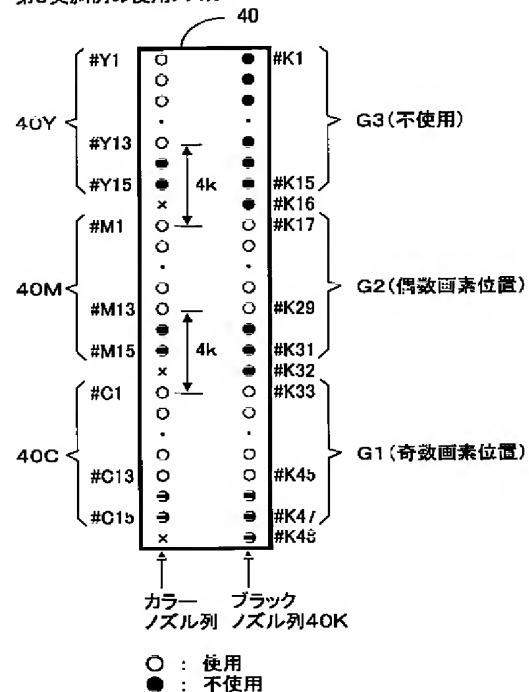 40
#Y1
#K1
40Y
G3(不使用)
#Y13
4k
#Y15
#K15
#K16
#M1
#K17
40M
G2(偶数画素位置)
#M13
#K29
4k
#M15
#K31
#K32
#C1
#K33
40C
G1(奇数画素位置)
#C13
#K45
#C15
#K47
#K48
カラー ブラック
ノズル列 ノズル列40K
○ : 使用
● : 不使用